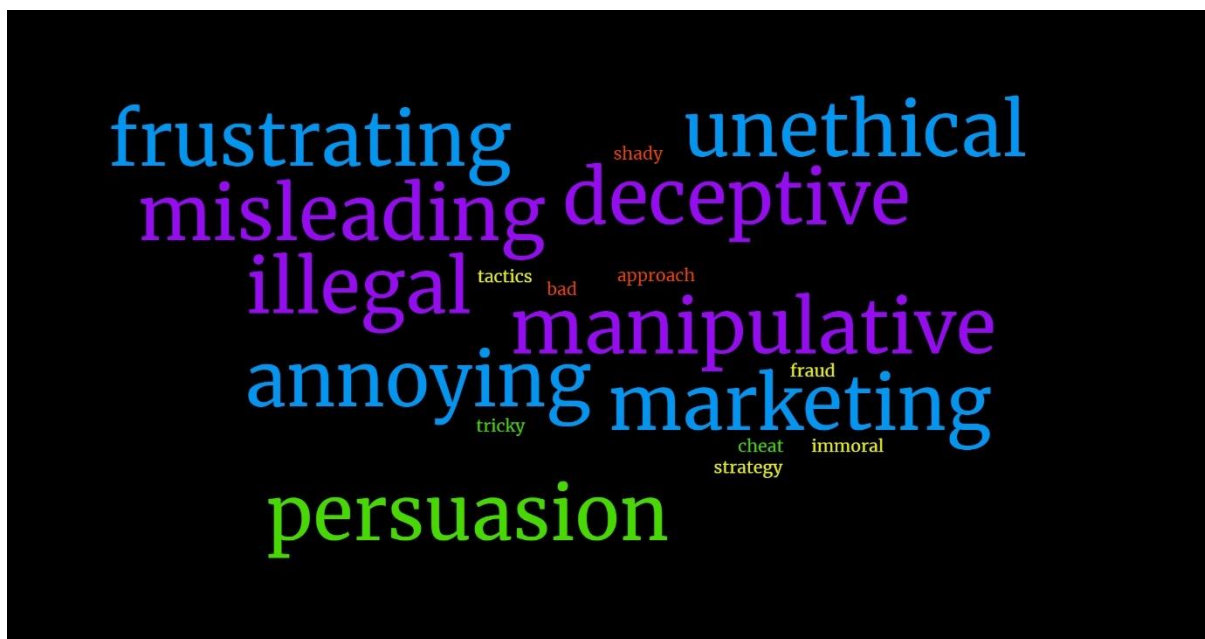 frustrating
unethical
shady
misleading
deceptive
illegal
tactics
bad
approach
manipulative
annoying
fraud
marketing
tricky
cheat
immoral
strategy
persuasion